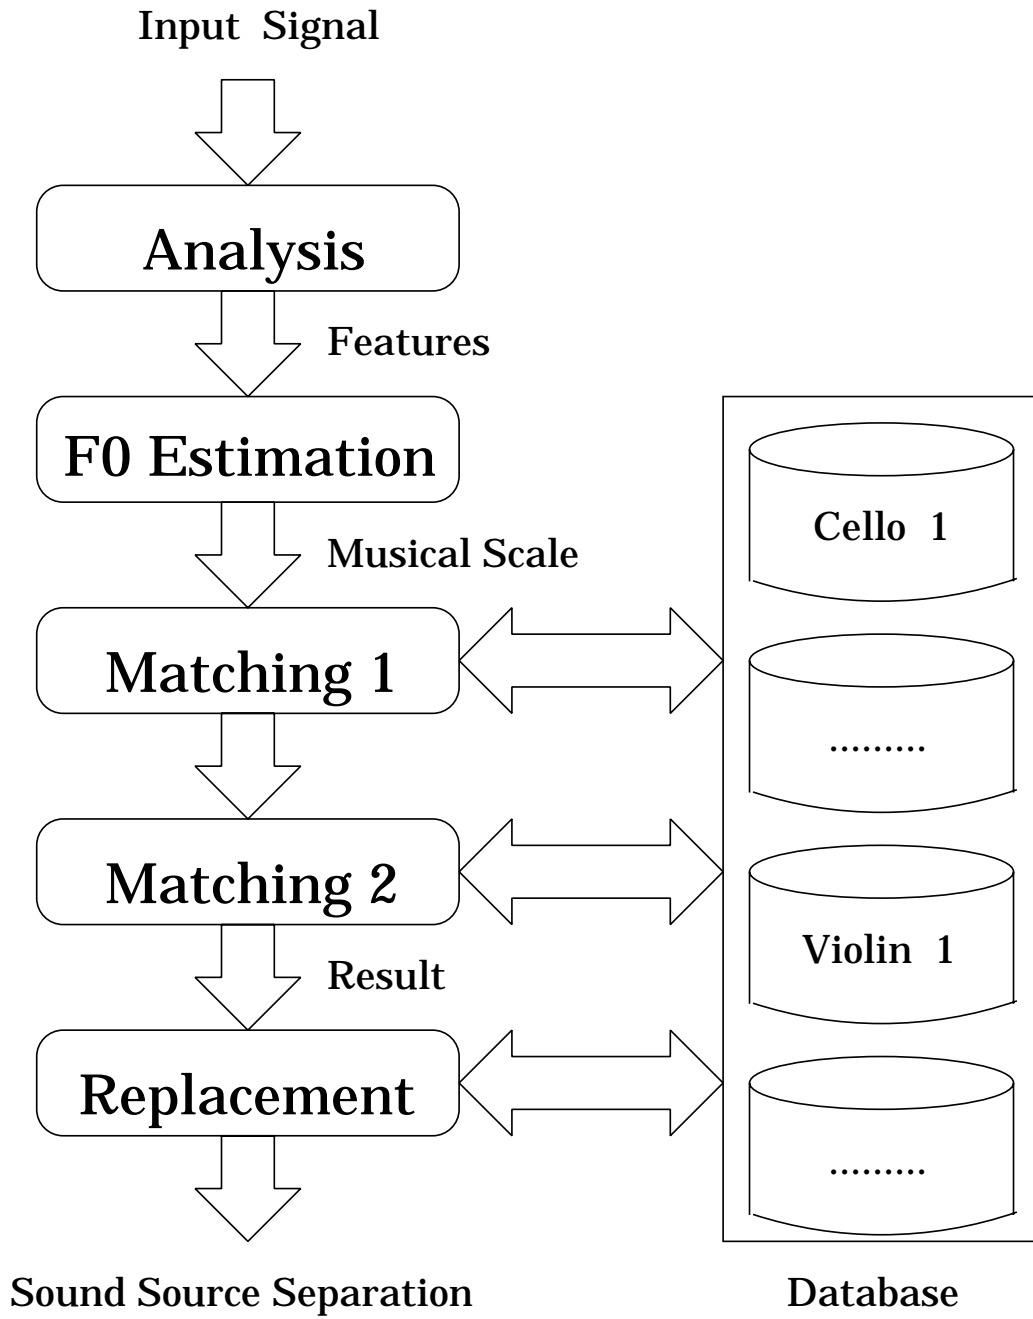 Input Signal
Analysis
Features
F0 Estimation
Musical Scale
Matching 1
Matching 2
Result
Replacement
Sound Source Separation
Cello 1
.........
Violin 1
.........
Database